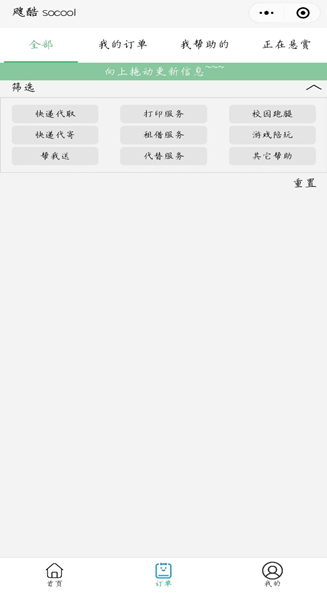 飕酷 socool
全部 我的订单 我帮助的 正在悬赏
向上拖动更新信息~~~
筛选
快递代取 打印服务 校园跑腿
快递代寄 租借服务 游戏陪玩
帮我送 代替服务 其它帮助
重置
首页 订单 我的